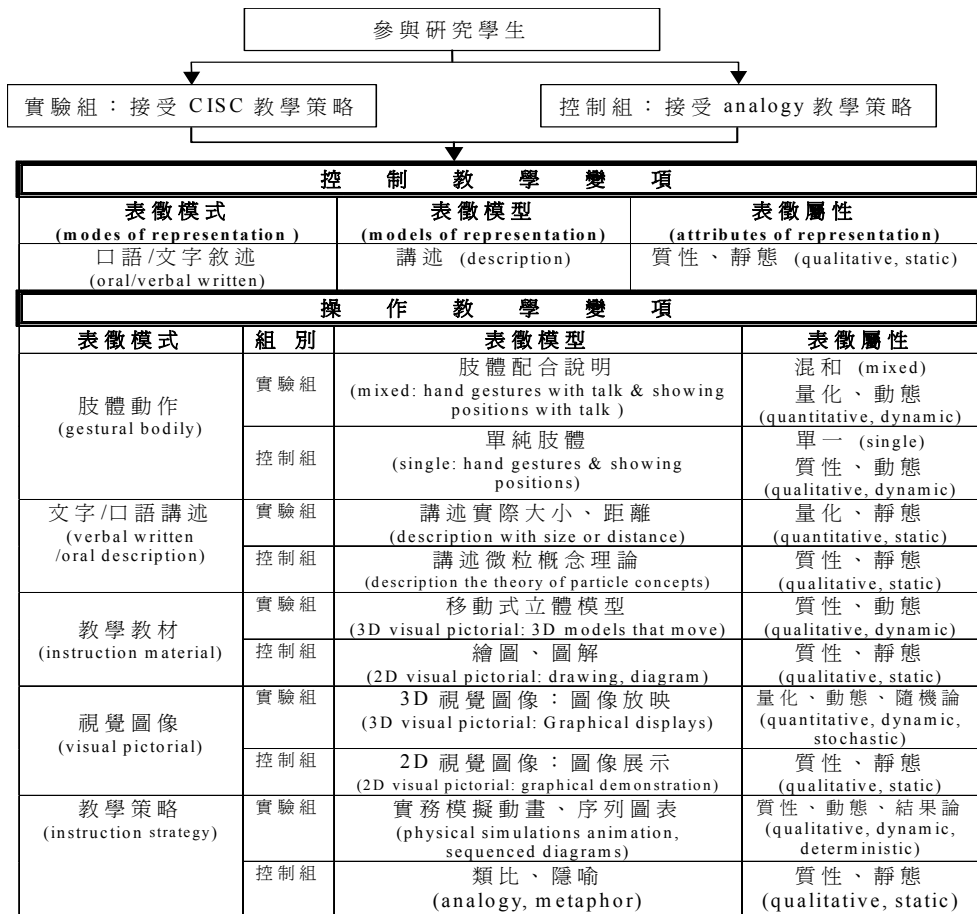 參與研究學生
實驗組：接受 CISC 教學策略
控制組：接受 analogy 教學策略
控制教學變項
表徵模式
(modes of representation )
表徵模型
(models of representation)
表徵屬性
(attributes of representation)
口語/文字敘述
(oral/verbal written)
講述 (description)
質性、靜態 (qualitative, static)
操作教學變項
表徵模式
組別
表徵模型
表徵屬性
肢體動作
(gestural bodily)
實驗組
肢體配合說明
(mixed: hand gestures with talk & showing
positions with talk )
混和 (mixed)
量化、動態
(quantitative, dynamic)
控制組
單純肢體
(single: hand gestures & showing
positions)
單一 (single)
質性、動態
(qualitative, dynamic)
文字/口語講述
(verbal written
/oral description)
實驗組
講述實際大小、距離
(description with size or distance)
量化、靜態
(quantitative, static)
控制組
講述微粒概念理論
(description the theory of particle concepts)
質性、靜態
(qualitative, static)
教學教材
(instruction material)
實驗組
移動式立體模型
(3D visual pictorial: 3D models that move)
質性、動態
(qualitative, dynamic)
控制組
繪圖、圖解
(2D visual pictorial: drawing, diagram)
質性、靜態
(qualitative, static)
視覺圖像
(visual pictorial)
實驗組
3D 視覺圖像：圖像放映
(3D visual pictorial: Graphical displays)
量化、動態、隨機論
(quantitative, dynamic,
stochastic)
控制組
2D 視覺圖像：圖像展示
(2D visual pictorial: graphical demonstration)
質性、靜態
(qualitative, static)
教學策略
(instruction strategy)
實驗組
實務模擬動畫、序列圖表
(physical simulations animation,
sequenced diagrams)
質性、動態、結果論
(qualitative, dynamic,
deterministic)
控制組
類比、隱喻
(analogy, metaphor)
質性、靜態
(qualitative, static)